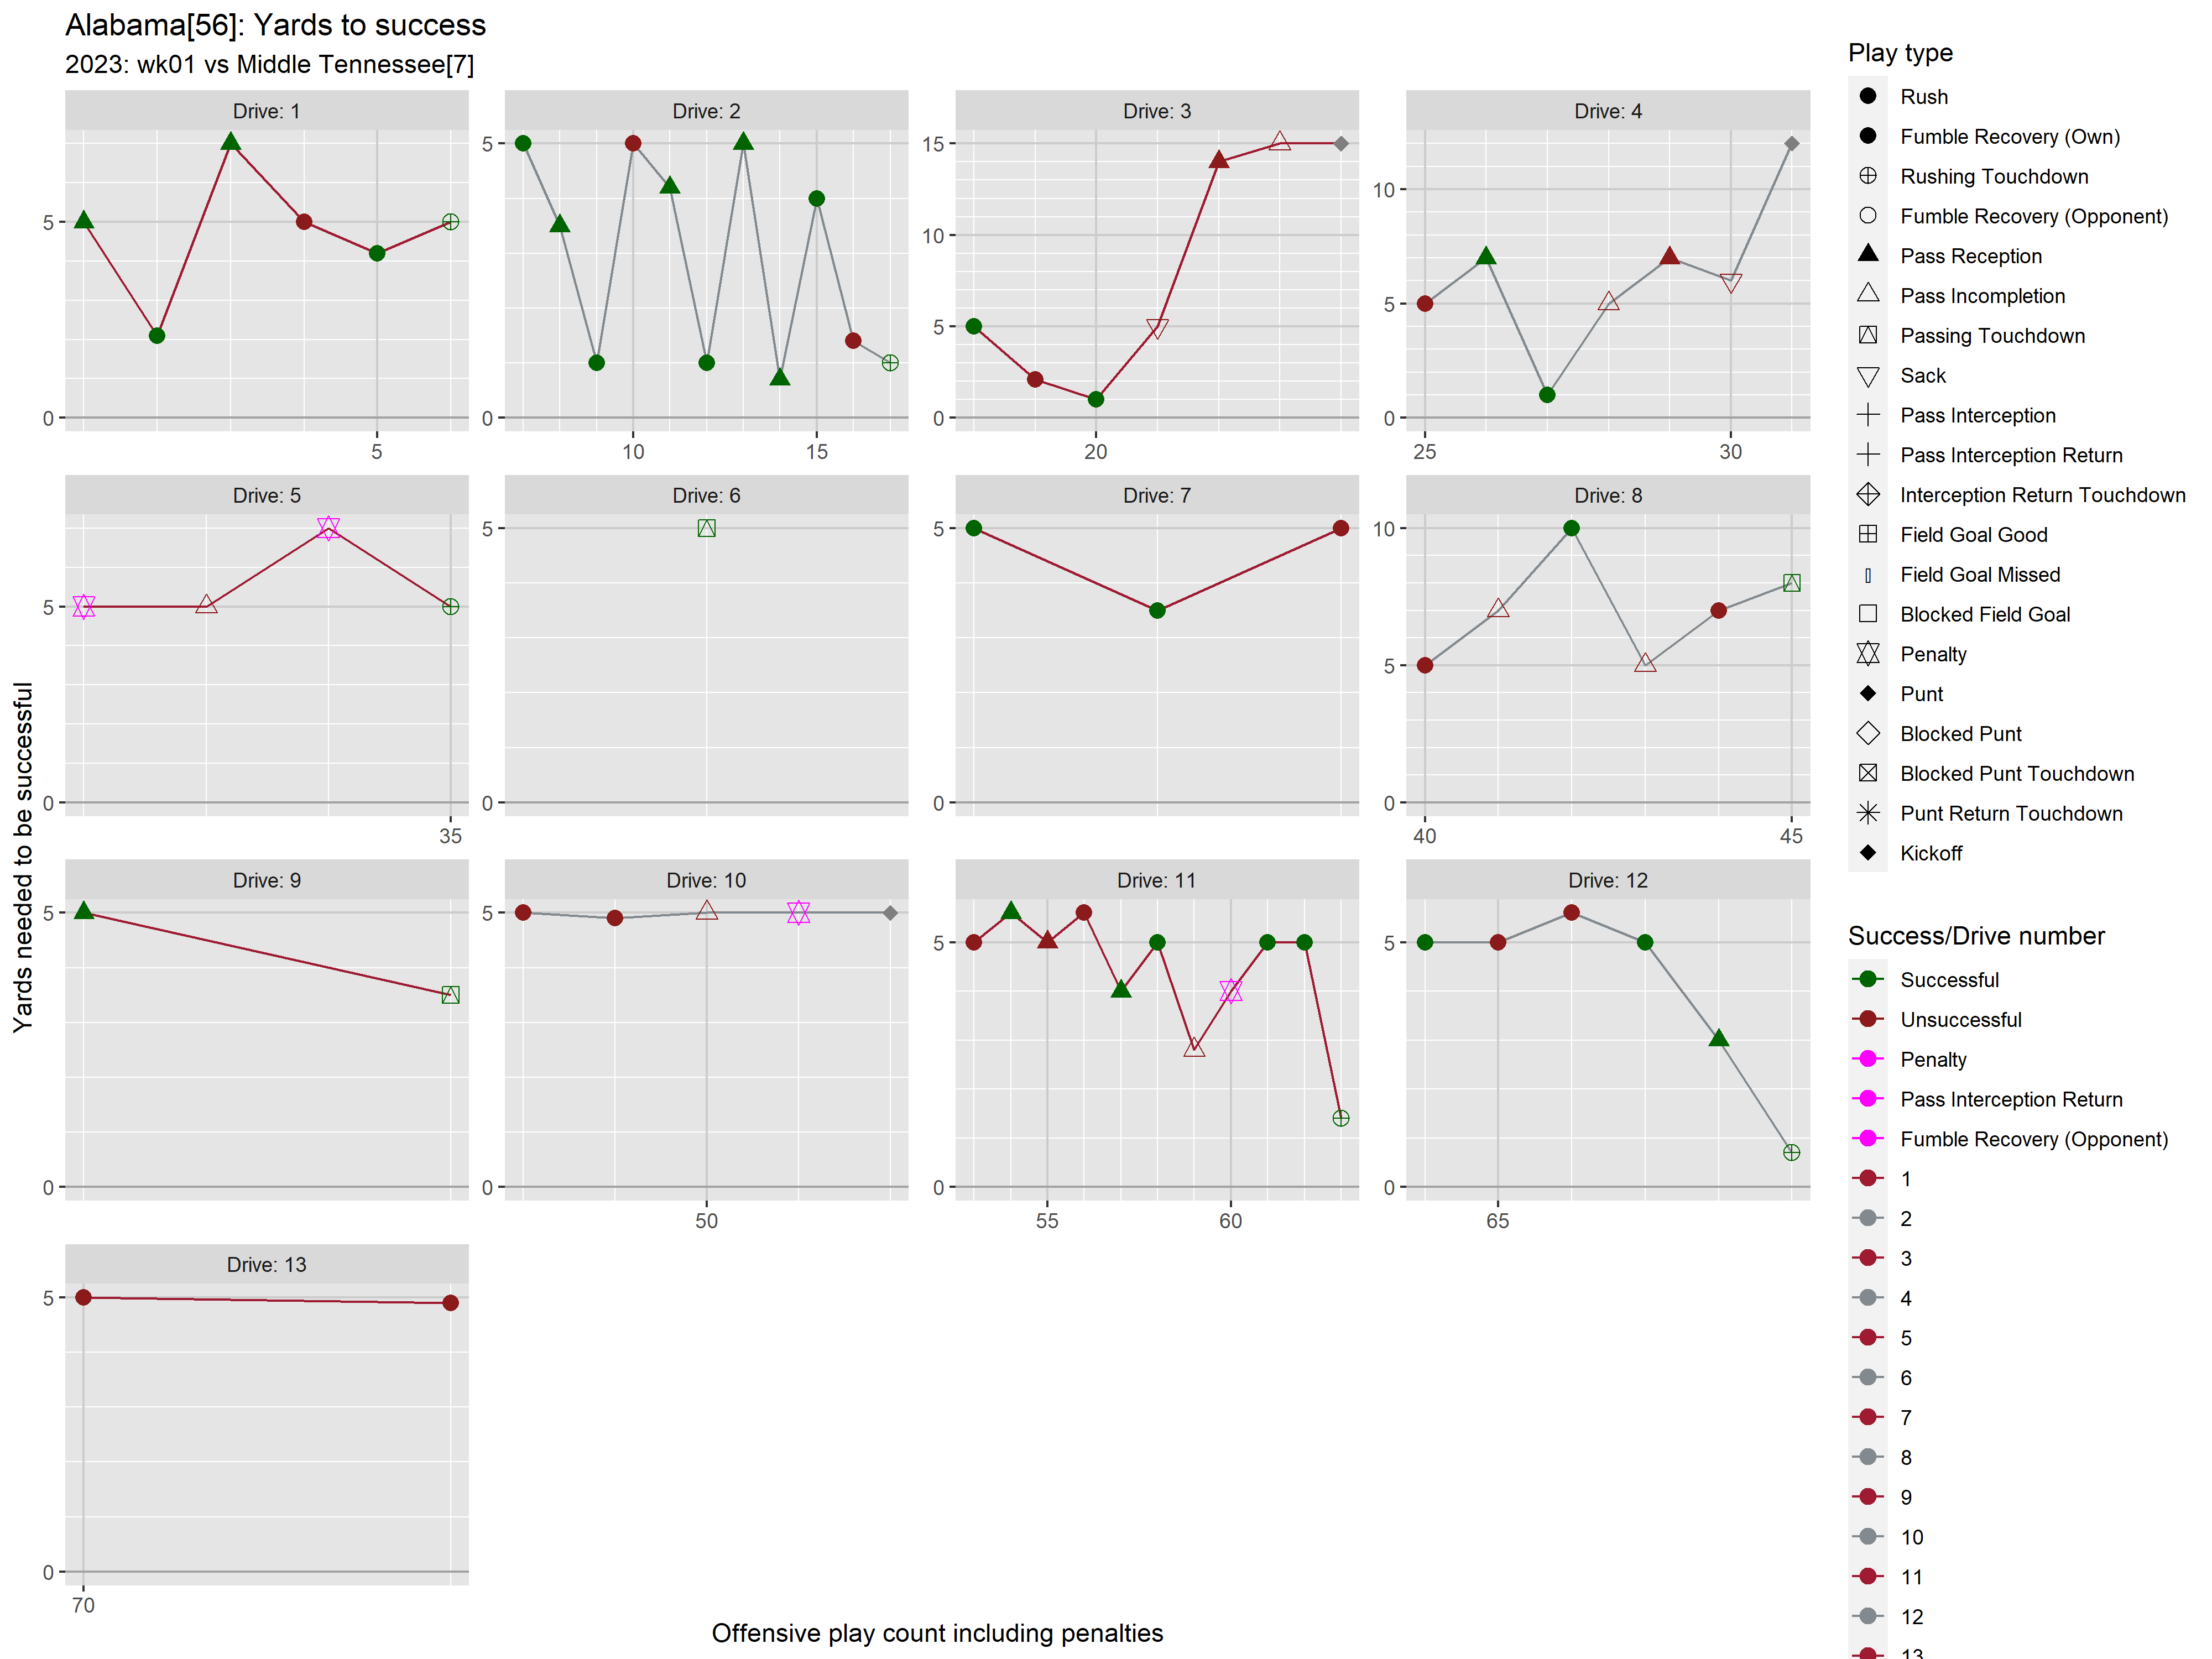 Alabama[56]: Yards to success
2023: wk01 vs Middle Tennessee[7]
Drive: 1
Drive: 2
Drive: 3
Drive: 4
5
0
5
5
0
10
15
15
10
5
0
20
10
5
0
25
30
Drive: 5
Drive: 6
Drive: 7
Drive: 8
5
0
35
5
0
5
0
10
5
0
40
45
Drive: 9
Drive: 10
Drive: 11
Drive: 12
5
0
5
0
50
5
0
55
60
5
0
65
Drive: 13
5
0
70
Yards needed to be successful
Offensive play count including penalties
Play type
Rush
Fumble Recovery (Own)
Rushing Touchdown
Fumble Recovery (Opponent)
Pass Reception
Pass Incompletion
Passing Touchdown
Sack
Pass Interception
Pass Interception Return
Interception Return Touchdown
Field Goal Good
Field Goal Missed
Blocked Field Goal
Penalty
Punt
Blocked Punt
Blocked Punt Touchdown
Punt Return Touchdown
Kickoff
Success/Drive number
Successful
Unsuccessful
Penalty
Pass Interception Return
Fumble Recovery (Opponent)
1
2
3
4
5
6
7
8
9
10
11
12
13